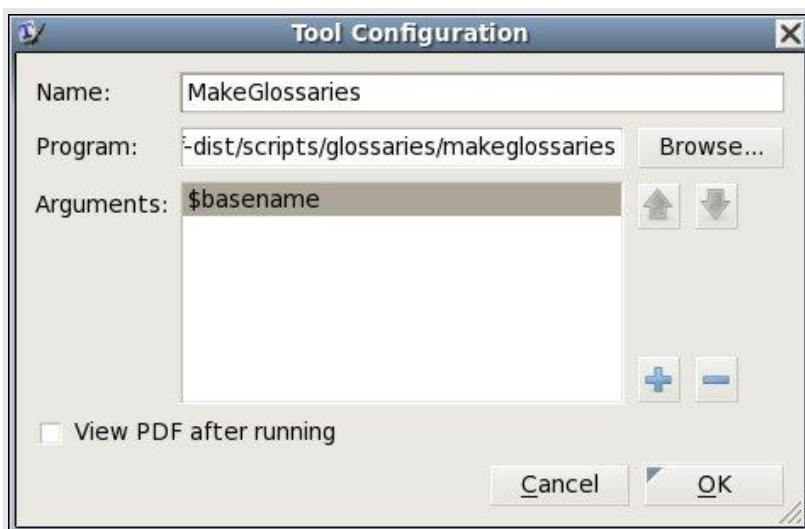 Tool Configuration
Name: MakeGlossaries
Program: f-dist/scripts/glossaries/makeglossaries Browse...
Arguments: $basename
View PDF after running
Cancel OK